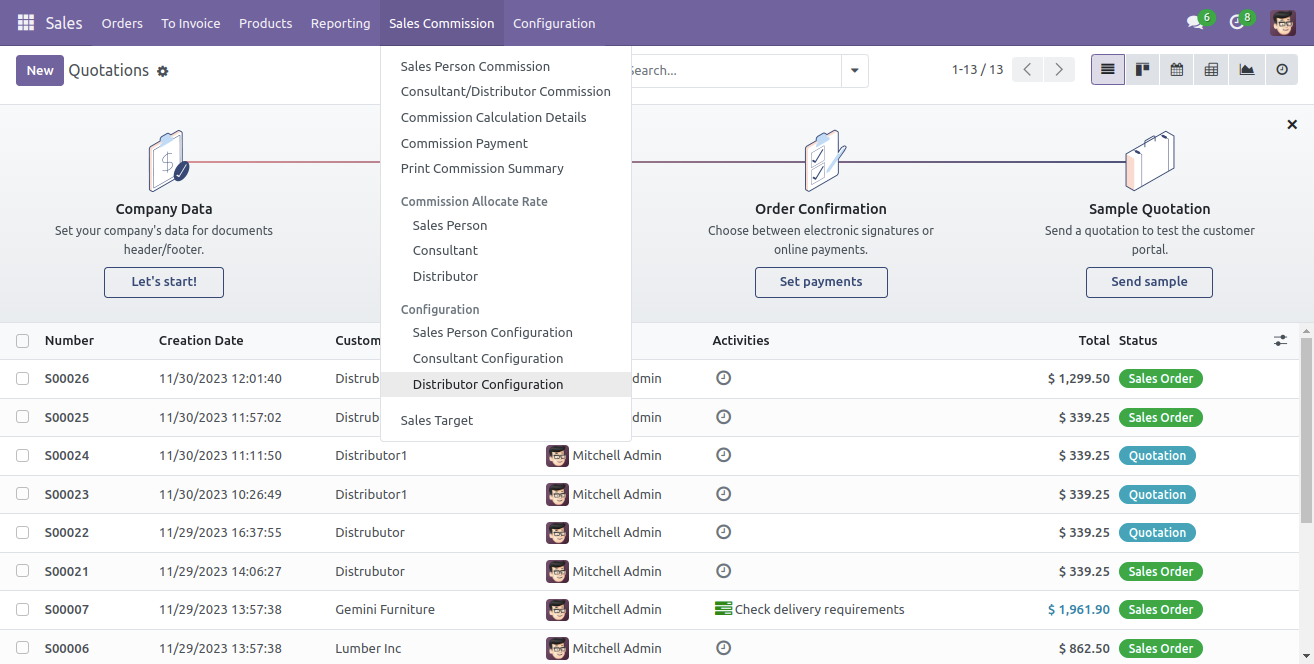 Sales Orders To Invoice Products Reporting Sales Commission Configuration 6 8
New Quotations Search... 1-13 / 13
Sales Person Commission
Consultant/Distributor Commission
Commission Calculation Details
Commission Payment
Print Commission Summary
Commission Allocate Rate
Sales Person
Consultant
Distributor
Configuration
Sales Person Configuration
Consultant Configuration
Distributor Configuration
Sales Target
$
Company Data
Set your company's data for documents
header/footer.
Let's start!
Order Confirmation
Choose between electronic signatures or
online payments.
Set payments
Sample Quotation
Send a quotation to test the customer
portal.
Send sample
Number Creation Date Custom Activities Total Status
S00026 11/30/2023 12:01:40 Distrub dmin $ 1,299.50 Sales Order
S00025 11/30/2023 11:57:02 Distrub dmin $ 339.25 Sales Order
S00024 11/30/2023 11:11:50 Distributor1 Mitchell Admin $ 339.25 Quotation
S00023 11/30/2023 10:26:49 Distributor1 Mitchell Admin $ 339.25 Quotation
S00022 11/29/2023 16:37:55 Distrubutor Mitchell Admin $ 339.25 Quotation
S00021 11/29/2023 14:06:27 Distrubutor Mitchell Admin $ 339.25 Sales Order
S00007 11/29/2023 13:57:38 Gemini Furniture Mitchell Admin Check delivery requirements $ 1,961.90 Sales Order
S00006 11/29/2023 13:57:38 Lumber Inc Mitchell Admin $ 862.50 Sales Order